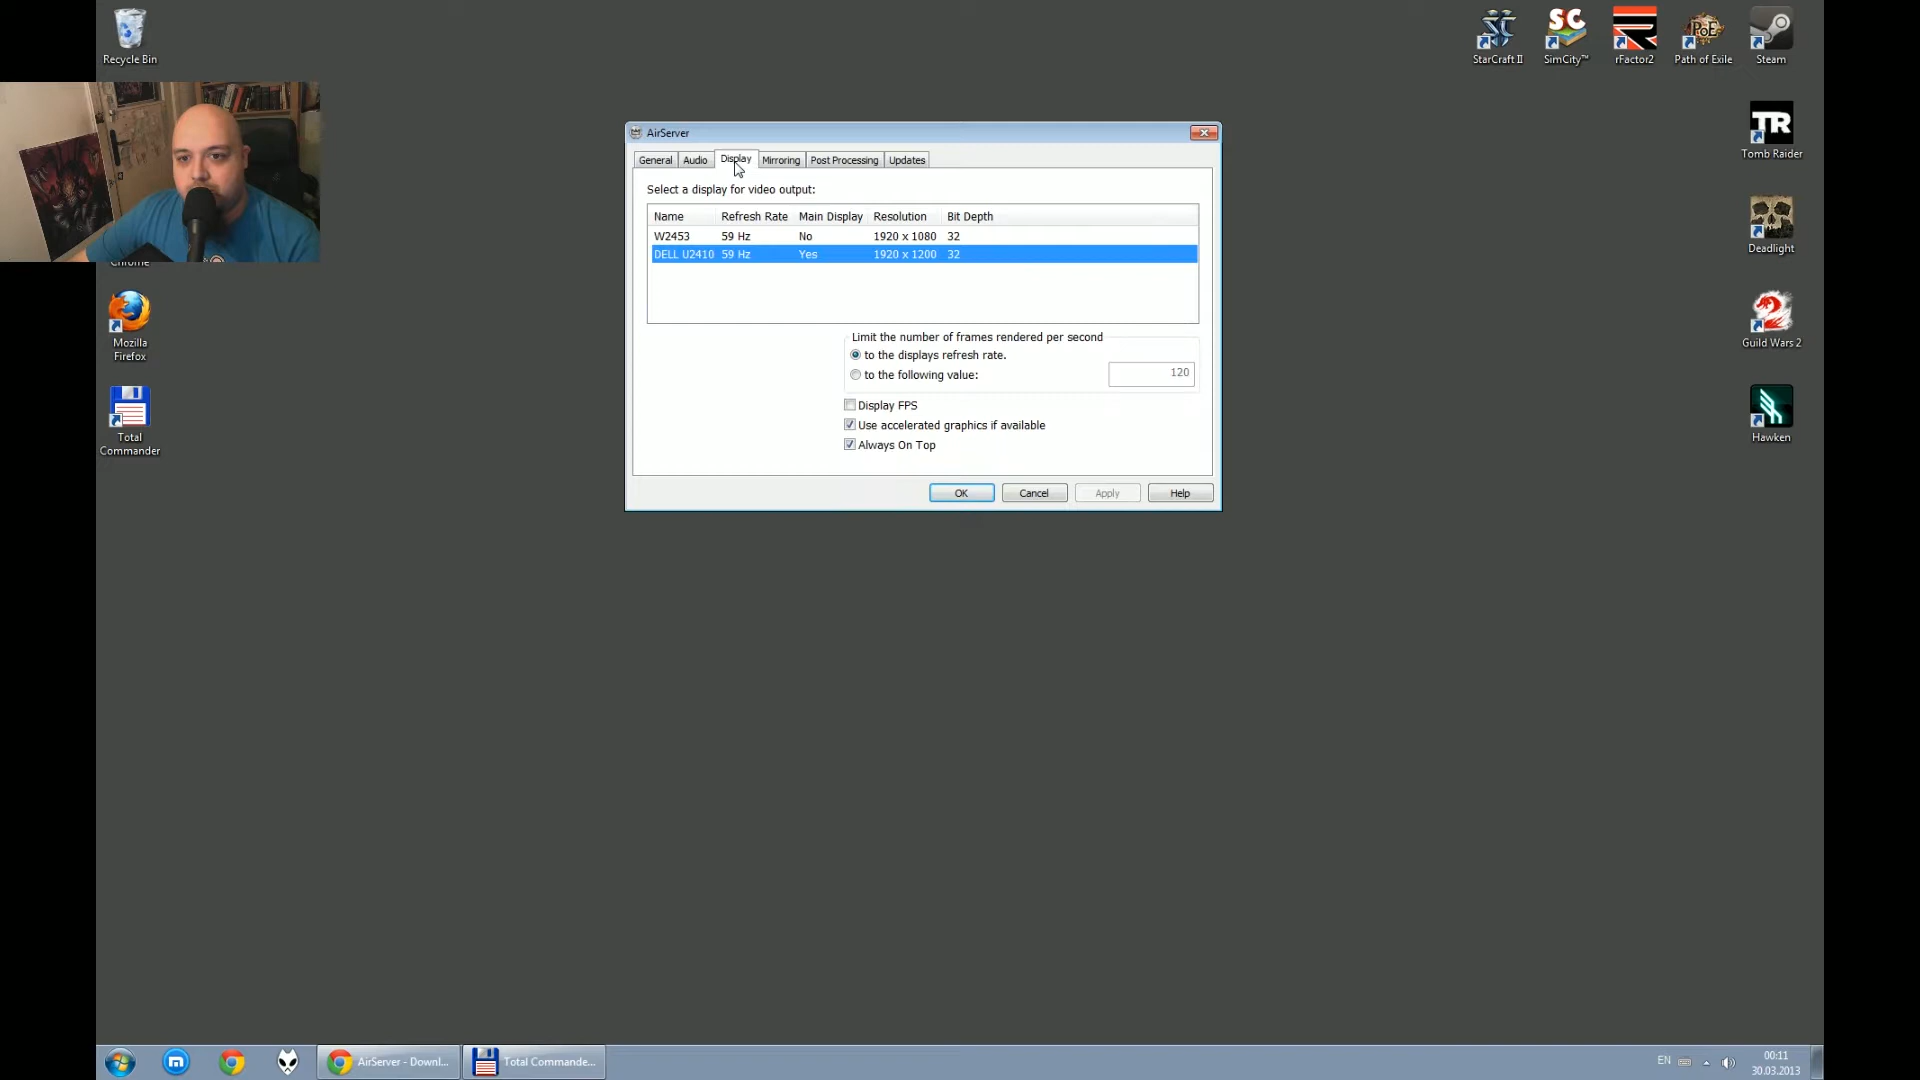 Recycle Bin
StarCraft II
SimCity™
rFactor2
Path of Exile
Steam
Tomb Raider
Deadlight
Guild Wars 2
Hawken
Chrome
Mozilla
Firefox
Total
Commander
AirServer
General Audio Display Mirroring Post Processing Updates
Select a display for video output:
Name Refresh Rate Main Display Resolution Bit Depth
W2453 59 Hz No 1920 x 1080 32
DELL U2410 59 Hz Yes 1920 x 1200 32
Limit the number of frames rendered per second
to the displays refresh rate.
to the following value: 120
Display FPS
Use accelerated graphics if available
Always On Top
OK Cancel Apply Help
AirServer - Downl...
Total Commande...
EN
00:11
30.03.2013